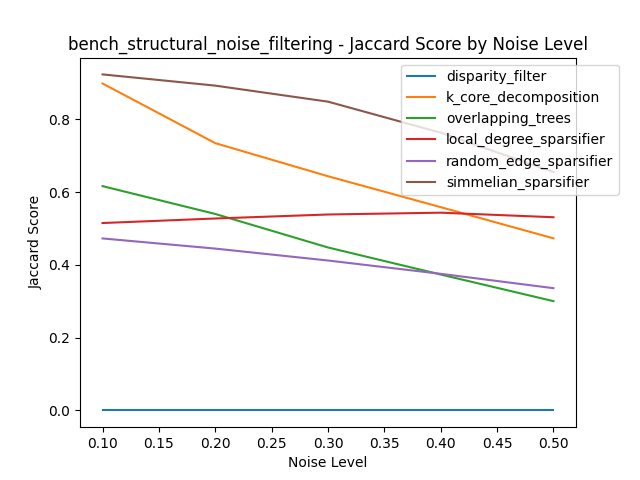 bench_structural_noise_filtering - Jaccard Score by Noise Level
disparity_filter
k_core_decomposition
overlapping_trees
local_degree_sparsifier
random_edge_sparsifier
simmelian_sparsifier
Jaccard Score
0.8
0.6
0.4
0.2
0.0
0.10 0.15 0.20 0.25 0.30 0.35 0.40 0.45 0.50
Noise Level